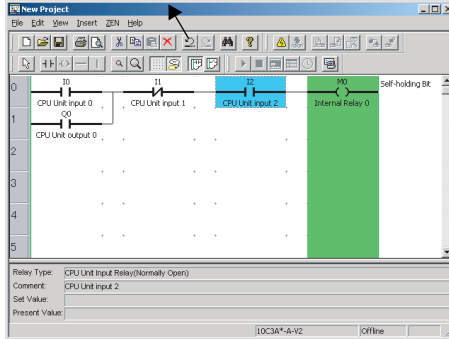 New Project
File Edit View Insert ZEN Help
0 I0 I1 I2 M0 Self-holding Bit
CPU Unit input 0 CPU Unit input 1 CPU Unit input 2 Internal Relay 0
1 Q0
CPU Unit output 0
2
3
4
5
Relay Type: CPU Unit Input Relay(Normally Open)
Comment: CPU Unit input 2
Set Value:
Present Value:
10C3A*-A-V2 Offline